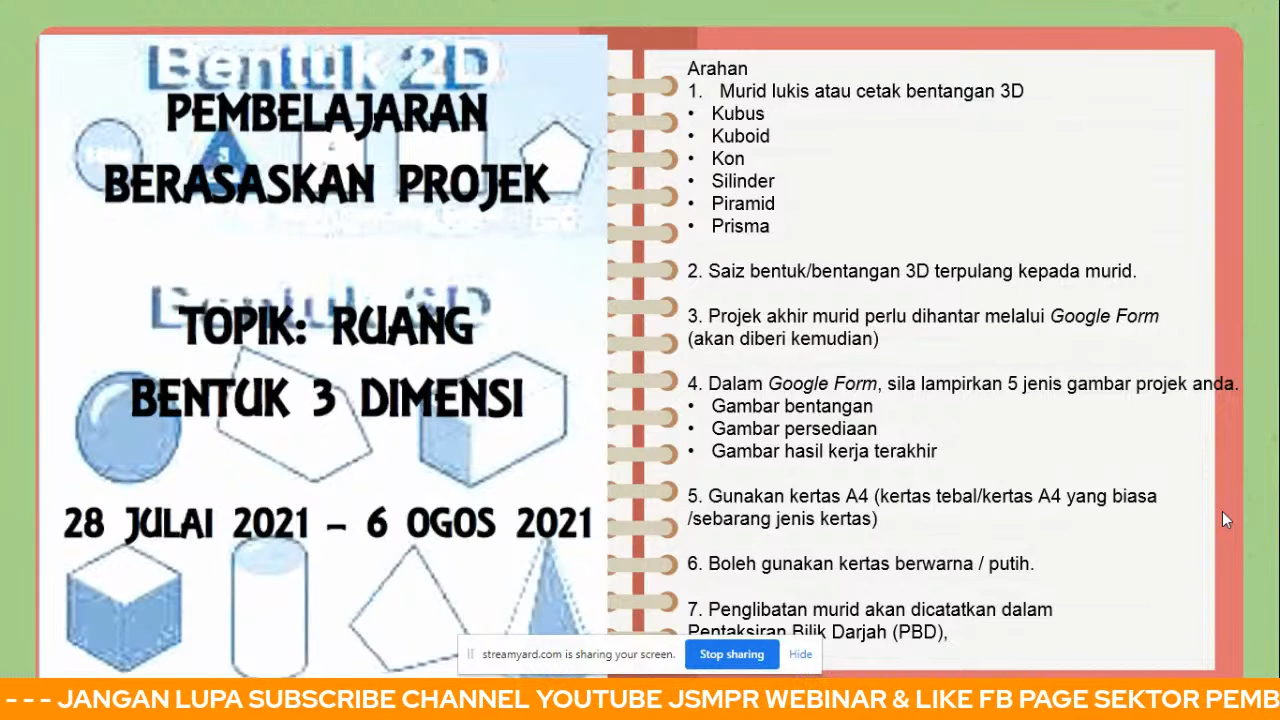 Bentuk 2D
PEMBELAJARAN
BERASASKAN PROJEK
3
TOPIK: RUANG
BENTUK 3 DIMENSI
28 JULAI 2021 – 6 OGOS 2021
Arahan
1. Murid lukis atau cetak bentangan 3D
• Kubus
• Kuboid
• Kon
• Silinder
• Piramid
• Prisma
2. Saiz bentuk/bentangan 3D terpulang kepada murid.
3. Projek akhir murid perlu dihantar melalui Google Form
(akan diberi kemudian)
4. Dalam Google Form, sila lampirkan 5 jenis gambar projek anda.
• Gambar bentangan
• Gambar persediaan
• Gambar hasil kerja terakhir
5. Gunakan kertas A4 (kertas tebal/kertas A4 yang biasa
/sebarang jenis kertas)
6. Boleh gunakan kertas berwarna / putih.
7. Penglibatan murid akan dicatatkan dalam
Pentaksiran Bilik Darjah (PBD),
streamyard.com is sharing your screen. Stop sharing Hide
- - - JANGAN LUPA SUBSCRIBE CHANNEL YOUTUBE JSMPR WEBINAR & LIKE FB PAGE SEKTOR PEMB